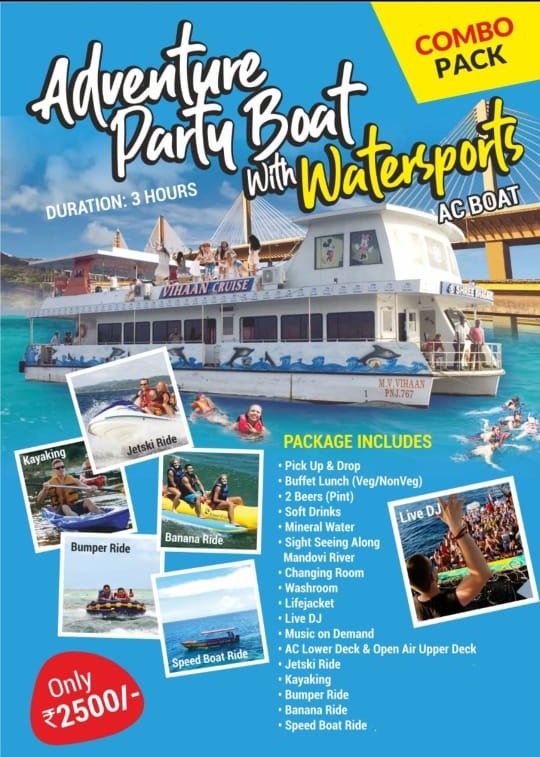 COMBO
PACK
Adventure
Party Boat
With Watersports
DURATION: 3 HOURS
AC BOAT
VIHAAN CRUISE
M.V. VIHAAN
PNJ.767
Jetski Ride
Kayaking
Banana Ride
Bumper Ride
Speed Boat Ride
Live DJ
PACKAGE INCLUDES
• Pick Up & Drop
• Buffet Lunch (Veg/NonVeg)
• 2 Beers (Pint)
• Soft Drinks
• Mineral Water
• Sight Seeing Along
Mandovi River
• Changing Room
• Washroom
• Lifejacket
• Live DJ
• Music on Demand
• AC Lower Deck & Open Air Upper Deck
• Jetski Ride
• Kayaking
• Bumper Ride
• Banana Ride
• Speed Boat Ride
Only
₹2500/-